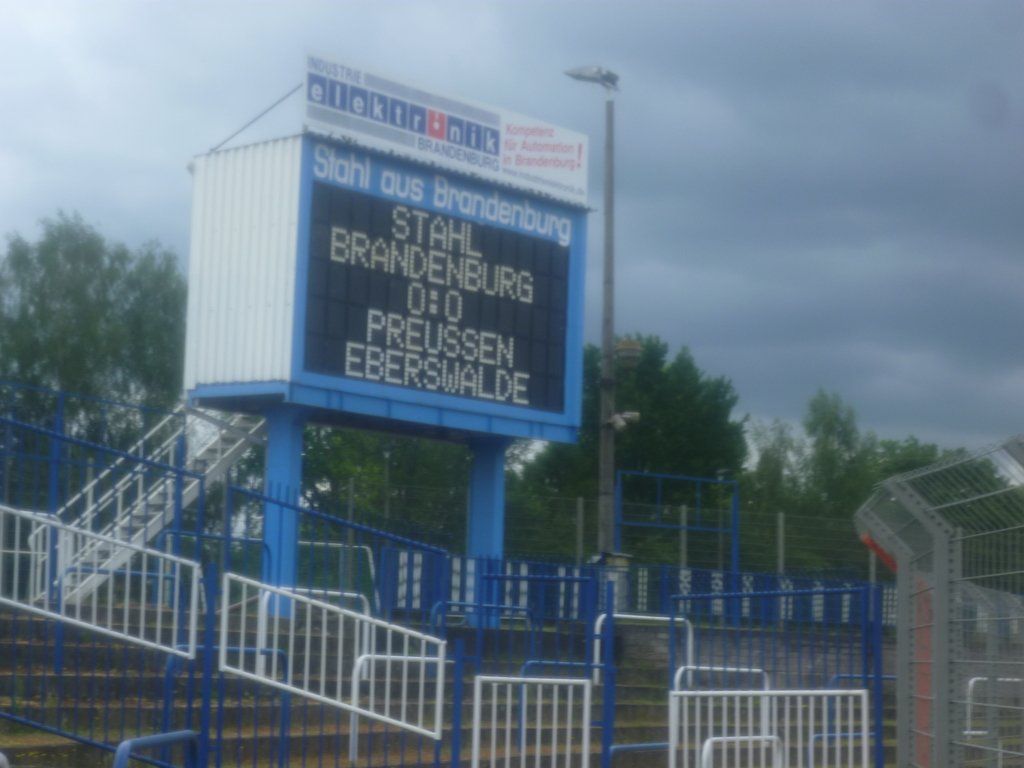 INDUSTRIE
elektronik
BRANDENBURG
Kompetenz
für Automation
in Brandenburg!
Stahl aus Brandenburg
STAHL
BRANDENBURG
0:0
PREUSSEN
EBERSWALDE